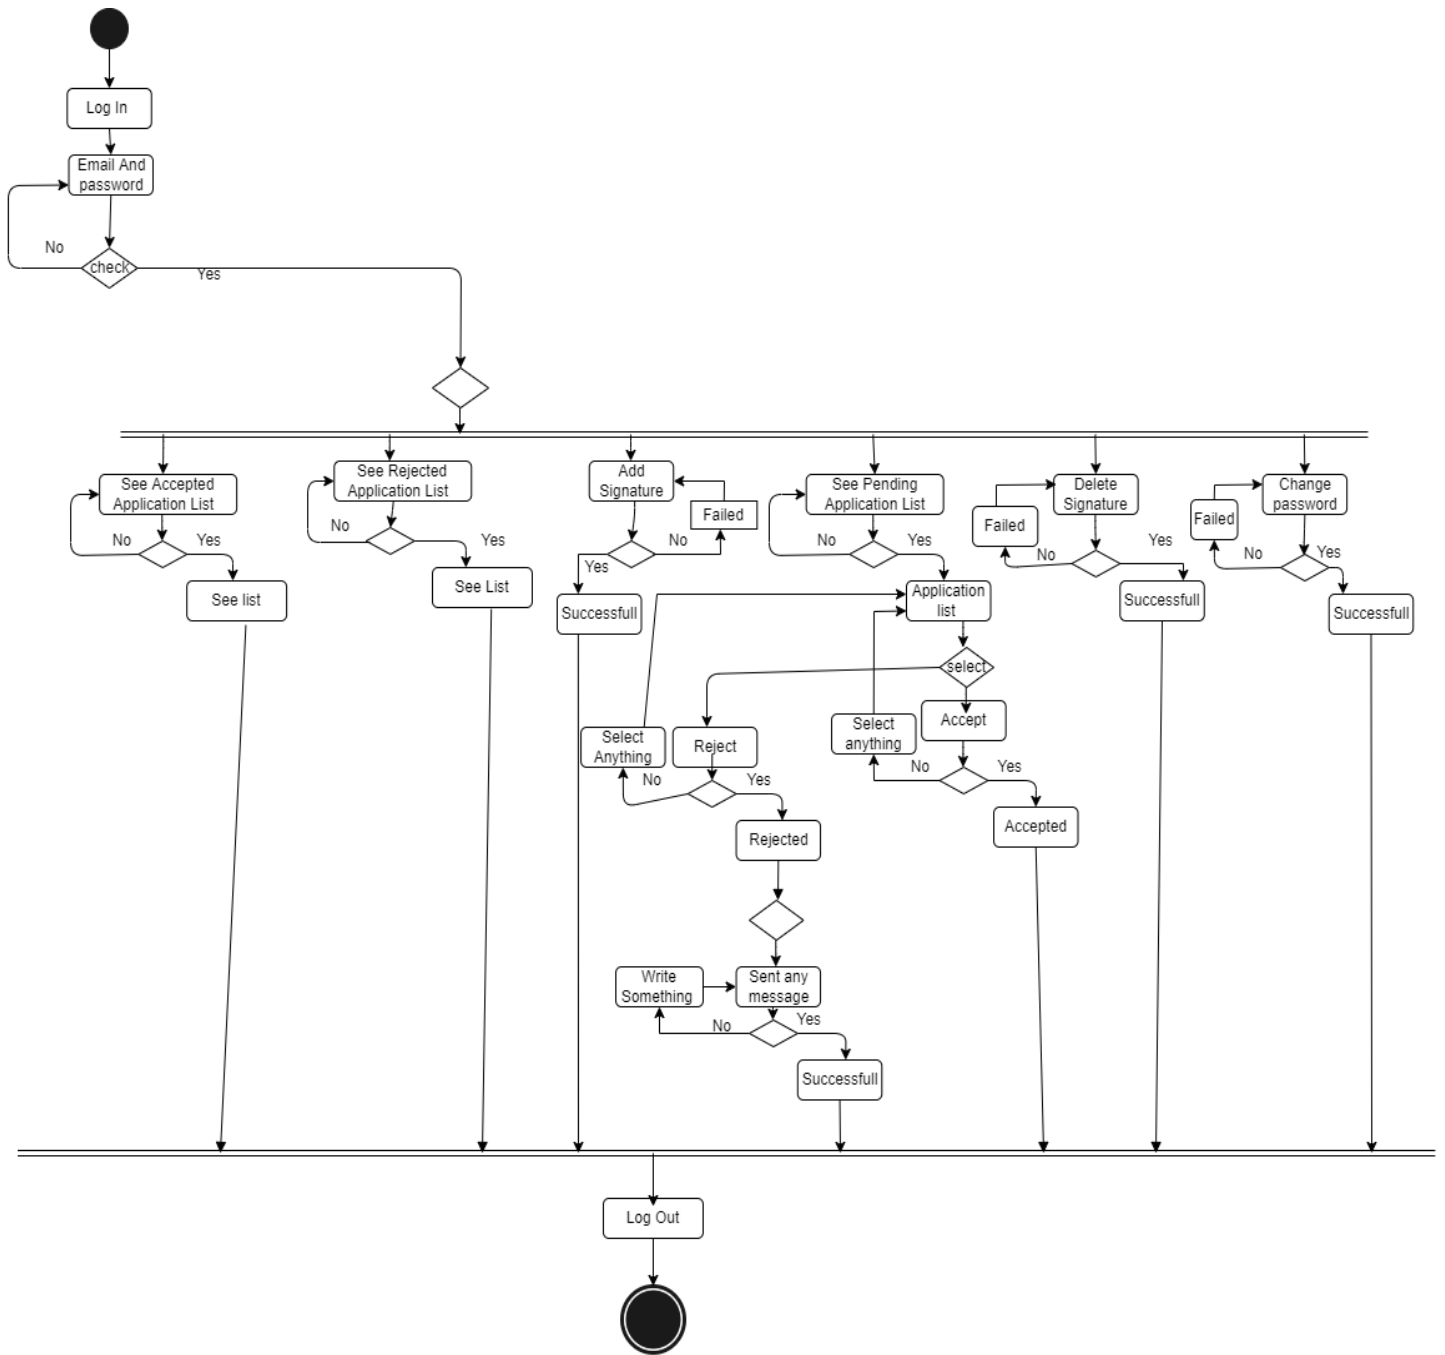 Log In
Email And
password
No
check
Yes
See Accepted
Application List
No
Yes
See list
See Rejected
Application List
No
Yes
See List
Add
Signature
Failed
No
Yes
Successfull
See Pending
Application List
No
Yes
Application
list
select
Select
Anything
Reject
No
Yes
Rejected
Select
anything
Accept
No
Yes
Accepted
Write
Something
Sent any
message
No
Yes
Successfull
Delete
Signature
Failed
No
Yes
Successfull
Change
password
Failed
No
Yes
Successfull
Log Out